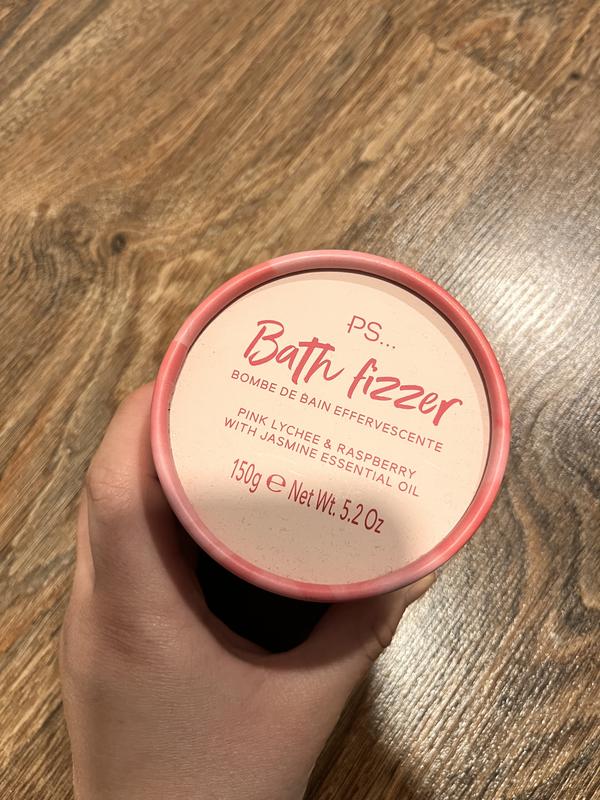 PS...
Bath fizzer
BOMBE DE BAIN EFFERVESCENTE
PINK LYCHEE & RASPBERRY
WITH JASMINE ESSENTIAL OIL
150g ℮ Net Wt. 5.2 Oz